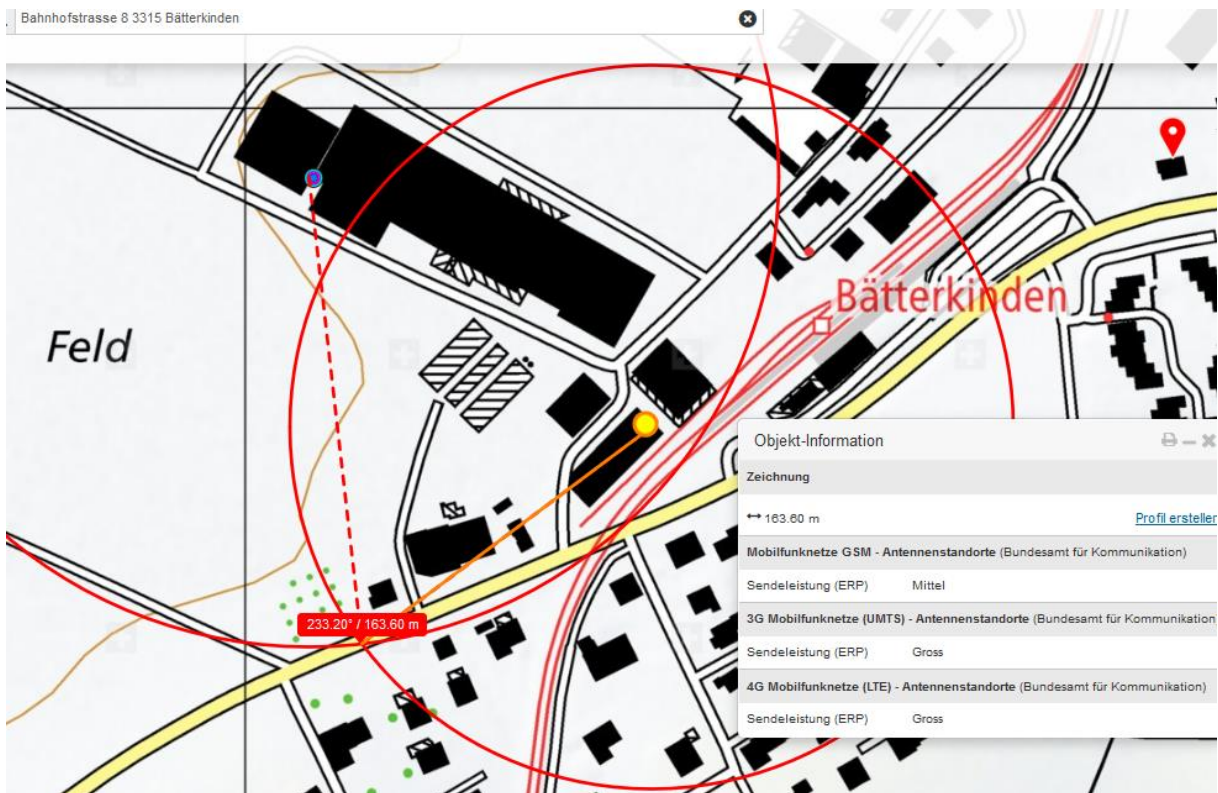 Bahnhofstrasse 8 3315 Bätterkinden
Bätterkinden
Feld
233.20° / 163.60 m
Objekt-Information
Zeichnung
↔ 163.60 m Profil erstellen
Mobilfunknetze GSM - Antennenstandorte (Bundesamt für Kommunikation)
Sendeleistung (ERP) Mittel
3G Mobilfunknetze (UMTS) - Antennenstandorte (Bundesamt für Kommunikation
Sendeleistung (ERP) Gross
4G Mobilfunknetze (LTE) - Antennenstandorte (Bundesamt für Kommunikation)
Sendeleistung (ERP) Gross